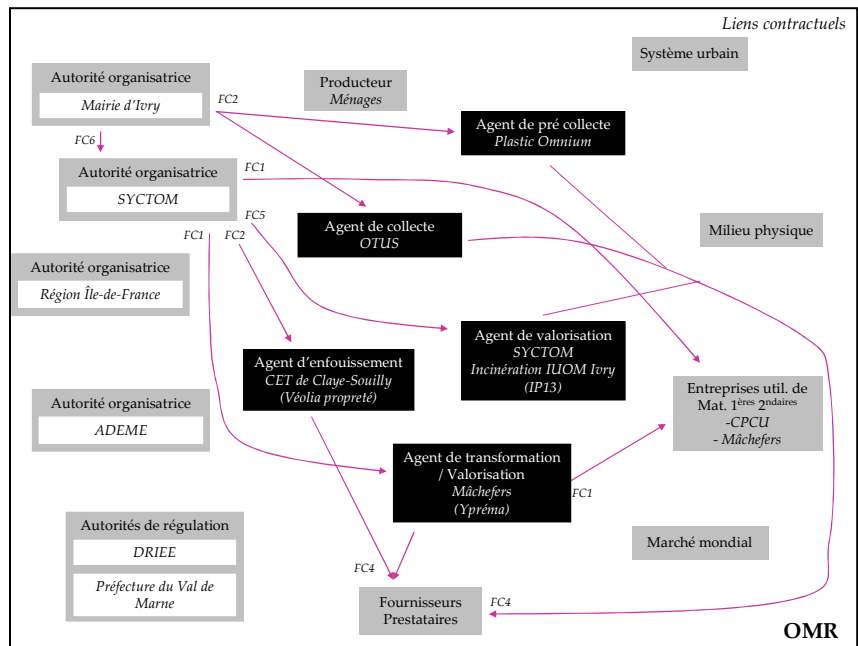 Liens contractuels
Système urbain
Autorité organisatrice
Mairie d'Ivry
FC2
Producteur
Ménages
Agent de pré collecte
Plastic Omnium
FC6
Autorité organisatrice
SYCTOM
FC1
FC5
FC1
FC2
Agent de collecte
OTUS
Milieu physique
Autorité organisatrice
Région Île-de-France
Agent d'enfouissement
CET de Claye-Souilly
(Véolia propreté)
Agent de valorisation
SYCTOM
Incinération IUOM Ivry
(IP13)
Entreprises util. de
Mat. 1ères 2ndaires
-CPCU
- Mâchefers
Autorité organisatrice
ADEME
Agent de transformation
/ Valorisation
Mâchefers
(Ypréma)
FC1
Autorités de régulation
DRIEE
Préfecture du Val de
Marne
Marché mondial
FC4
Fournisseurs
Prestataires
FC4
OMR